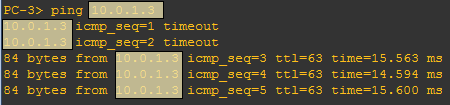 PC-3> ping 10.0.1.3
10.0.1.3 icmp_seq=1 timeout
10.0.1.3 icmp_seq=2 timeout
84 bytes from 10.0.1.3 icmp_seq=3 ttl=63 time=15.563 ms
84 bytes from 10.0.1.3 icmp_seq=4 ttl=63 time=14.594 ms
84 bytes from 10.0.1.3 icmp_seq=5 ttl=63 time=15.600 ms